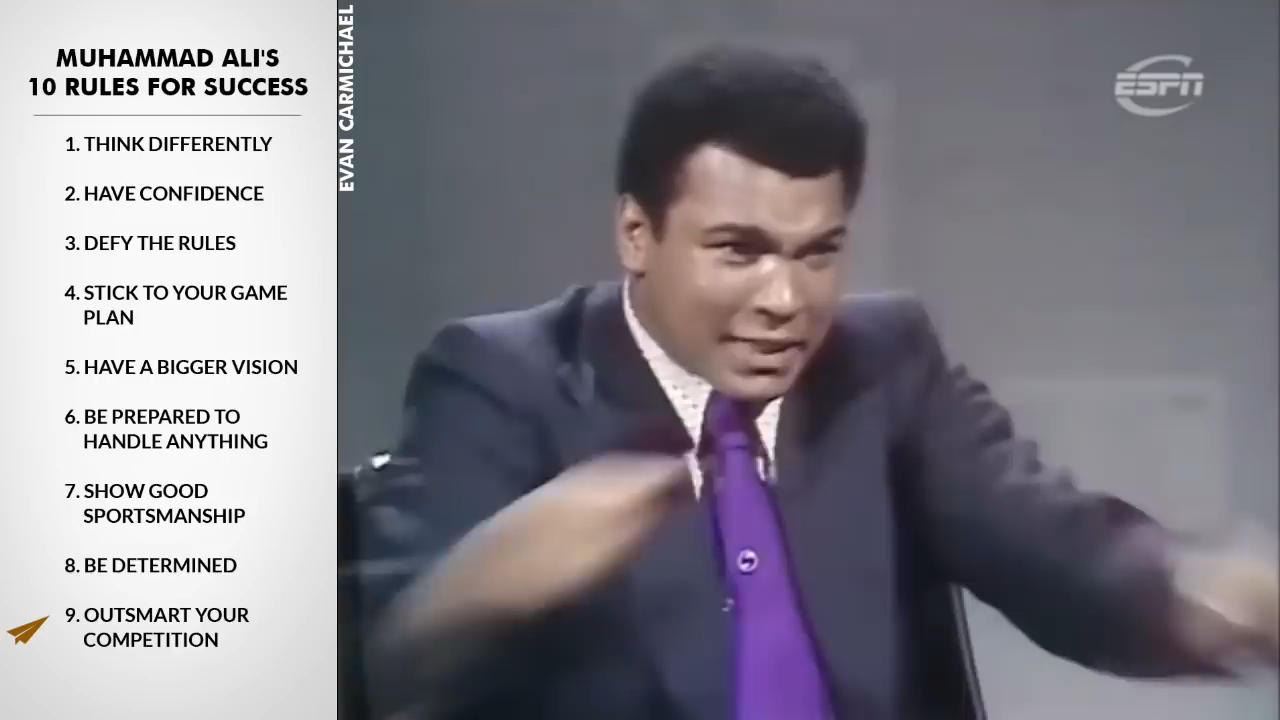 MUHAMMAD ALI'S
10 RULES FOR SUCCESS
1. THINK DIFFERENTLY
2. HAVE CONFIDENCE
3. DEFY THE RULES
4. STICK TO YOUR GAME
PLAN
5. HAVE A BIGGER VISION
6. BE PREPARED TO
HANDLE ANYTHING
7. SHOW GOOD
SPORTSMANSHIP
8. BE DETERMINED
9. OUTSMART YOUR
COMPETITION
EVAN CARMICHAEL
ESPN